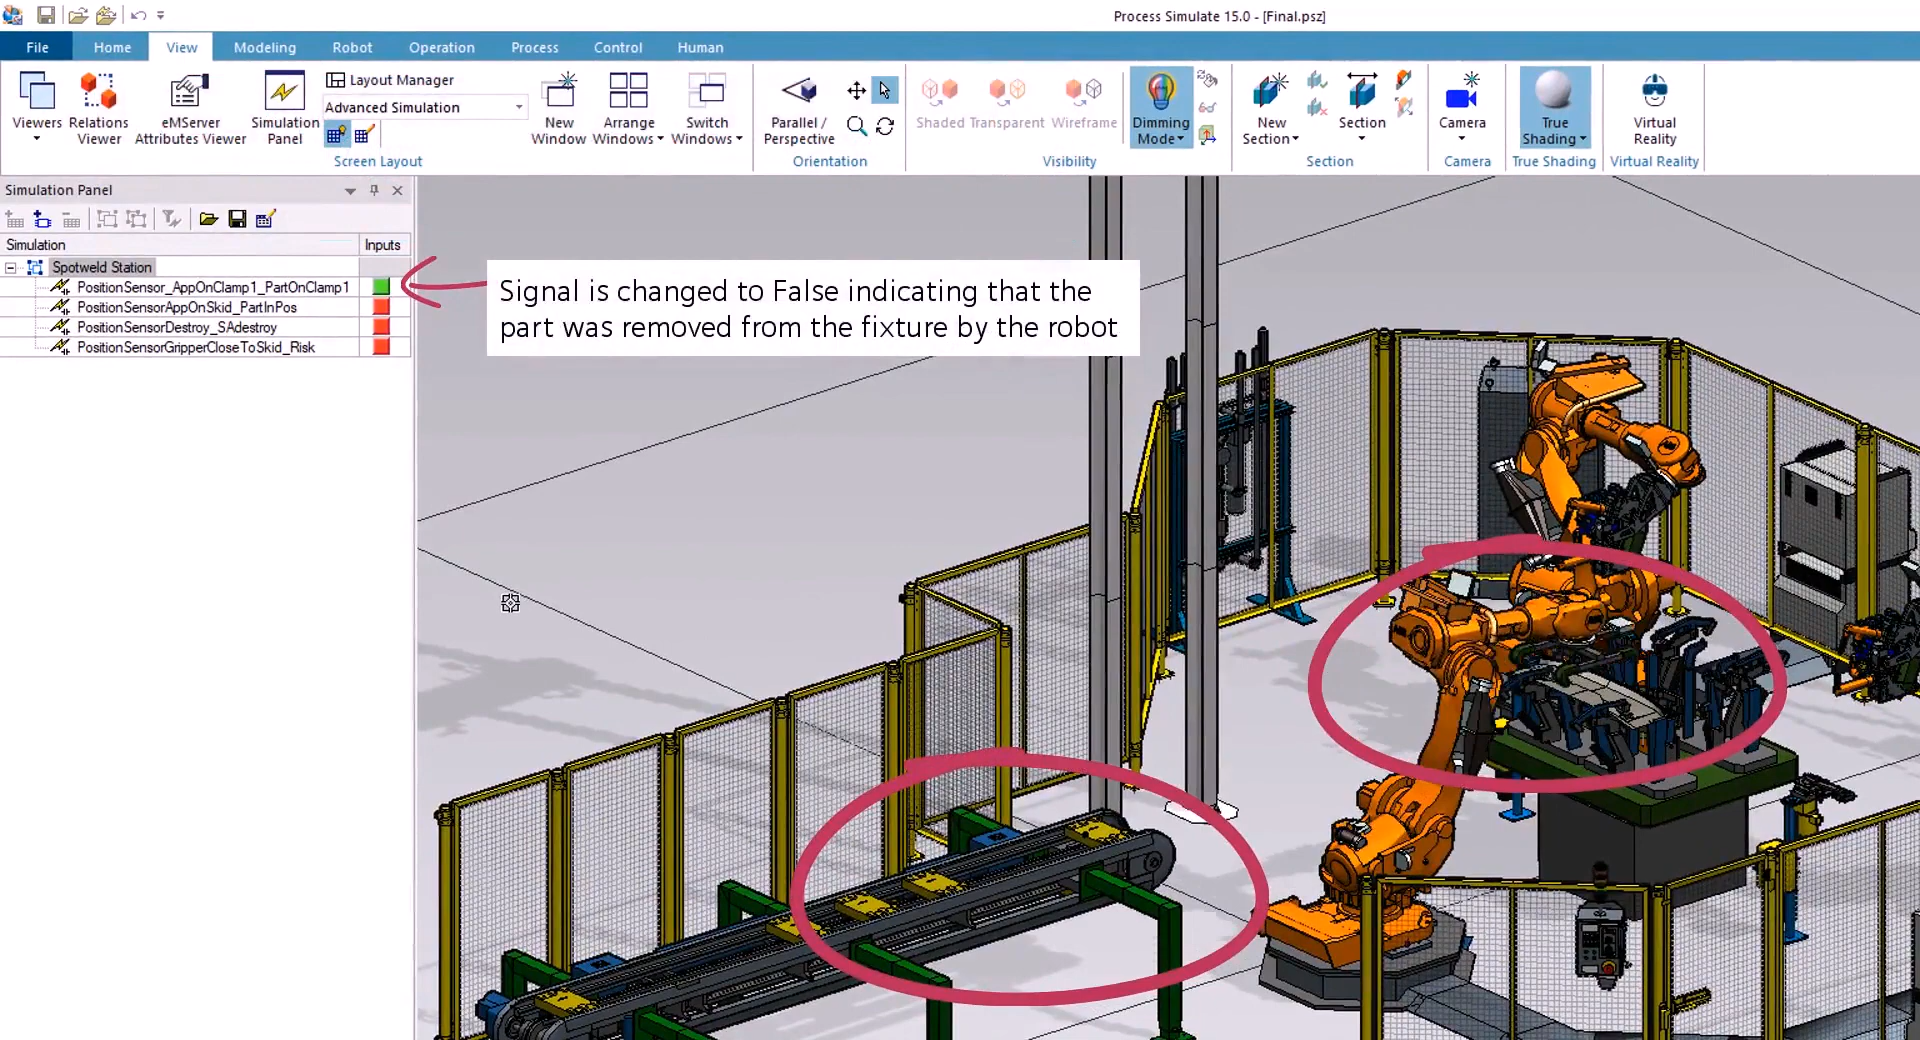 Process Simulate 15.0 - [Final.psz]
File Home View Modeling Robot Operation Process Control Human
Viewers
Relations Viewer
eMServer Attributes Viewer
Simulation Panel
Layout Manager
Advanced Simulation
Screen Layout
New Window
Arrange Windows
Switch Windows
Parallel / Perspective
Orientation
Shaded Transparent Wireframe
Visibility
Dimming Mode
New Section
Section
Section
Camera
Camera
True Shading
True Shading
Virtual Reality
Virtual Reality
Simulation Panel
Simulation Inputs
Spotweld Station
PositionSensor_AppOnClamp1_PartOnClamp1
PositionSensorAppOnSkid_PartInPos
PositionSensorDestroy_SAdestroy
PositionSensorGripperCloseToSkid_Risk
Signal is changed to False indicating that the
part was removed from the fixture by the robot